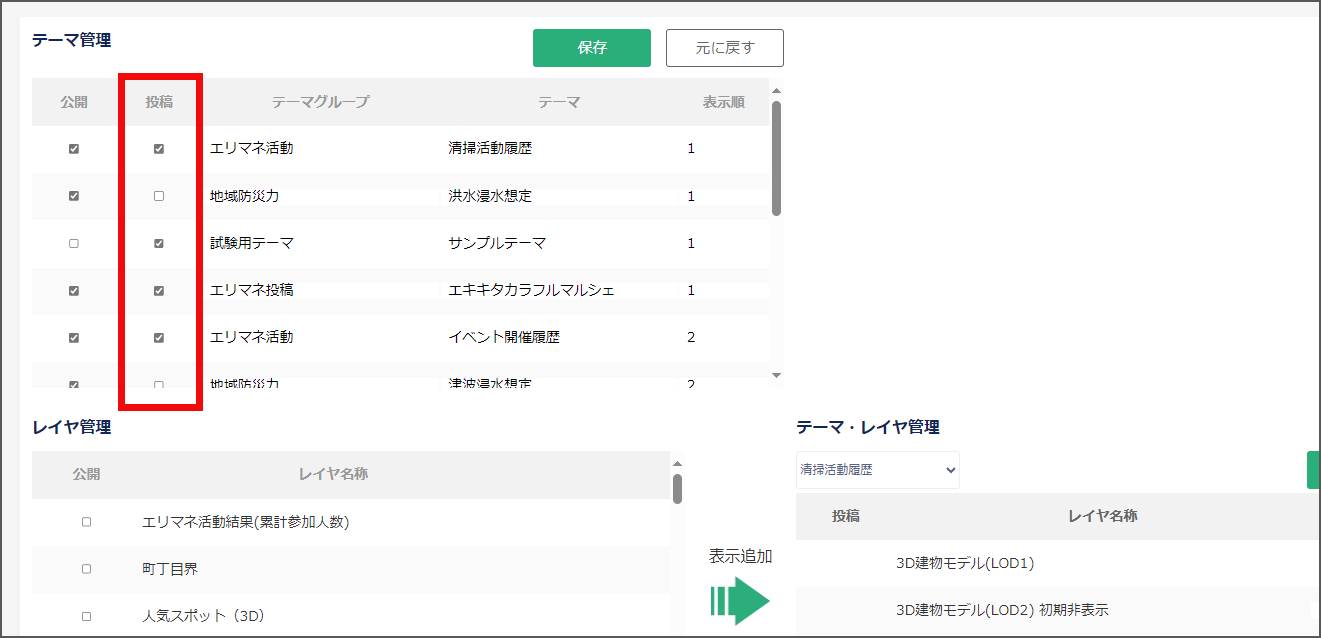 テーマ管理
保存 元に戻す
公開 投稿 テーマグループ テーマ 表示順
エリマネ活動 清掃活動履歴 1
地域防災力 洪水浸水想定 1
試験用テーマ サンプルテーマ 1
エリマネ投稿 エキキタカラフルマルシェ 1
エリマネ活動 イベント開催履歴 2
地域防災力 津波浸水想定 2
レイヤ管理
公開 レイヤ名称
エリマネ活動結果(累計参加人数)
町丁目界
人気スポット（3D）
表示追加
テーマ・レイヤ管理
清掃活動履歴
投稿 レイヤ名称
3D建物モデル(LOD1)
3D建物モデル(LOD2) 初期非表示